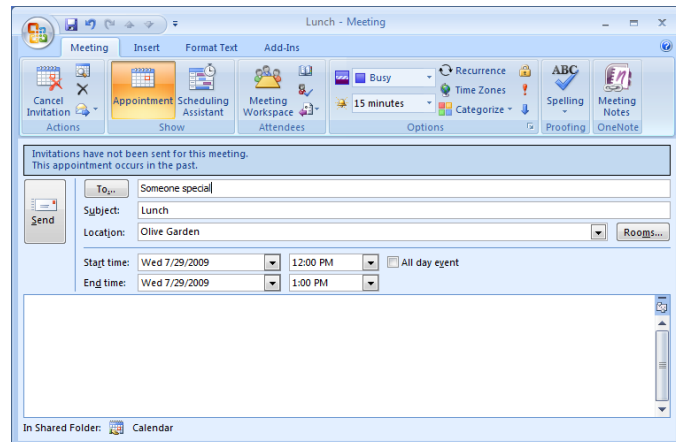 Lunch - Meeting
Meeting Insert Format Text Add-Ins
Cancel Invitation
Appointment
Scheduling Assistant
Meeting Workspace
Busy
15 minutes
Recurrence
Time Zones
Categorize
ABC
Spelling
Meeting Notes
Actions Show Attendees Options Proofing OneNote
Invitations have not been sent for this meeting.
This appointment occurs in the past.
Send
To... Someone special
Subject: Lunch
Location: Olive Garden Rooms...
Start time: Wed 7/29/2009 12:00 PM All day event
End time: Wed 7/29/2009 1:00 PM
In Shared Folder: Calendar